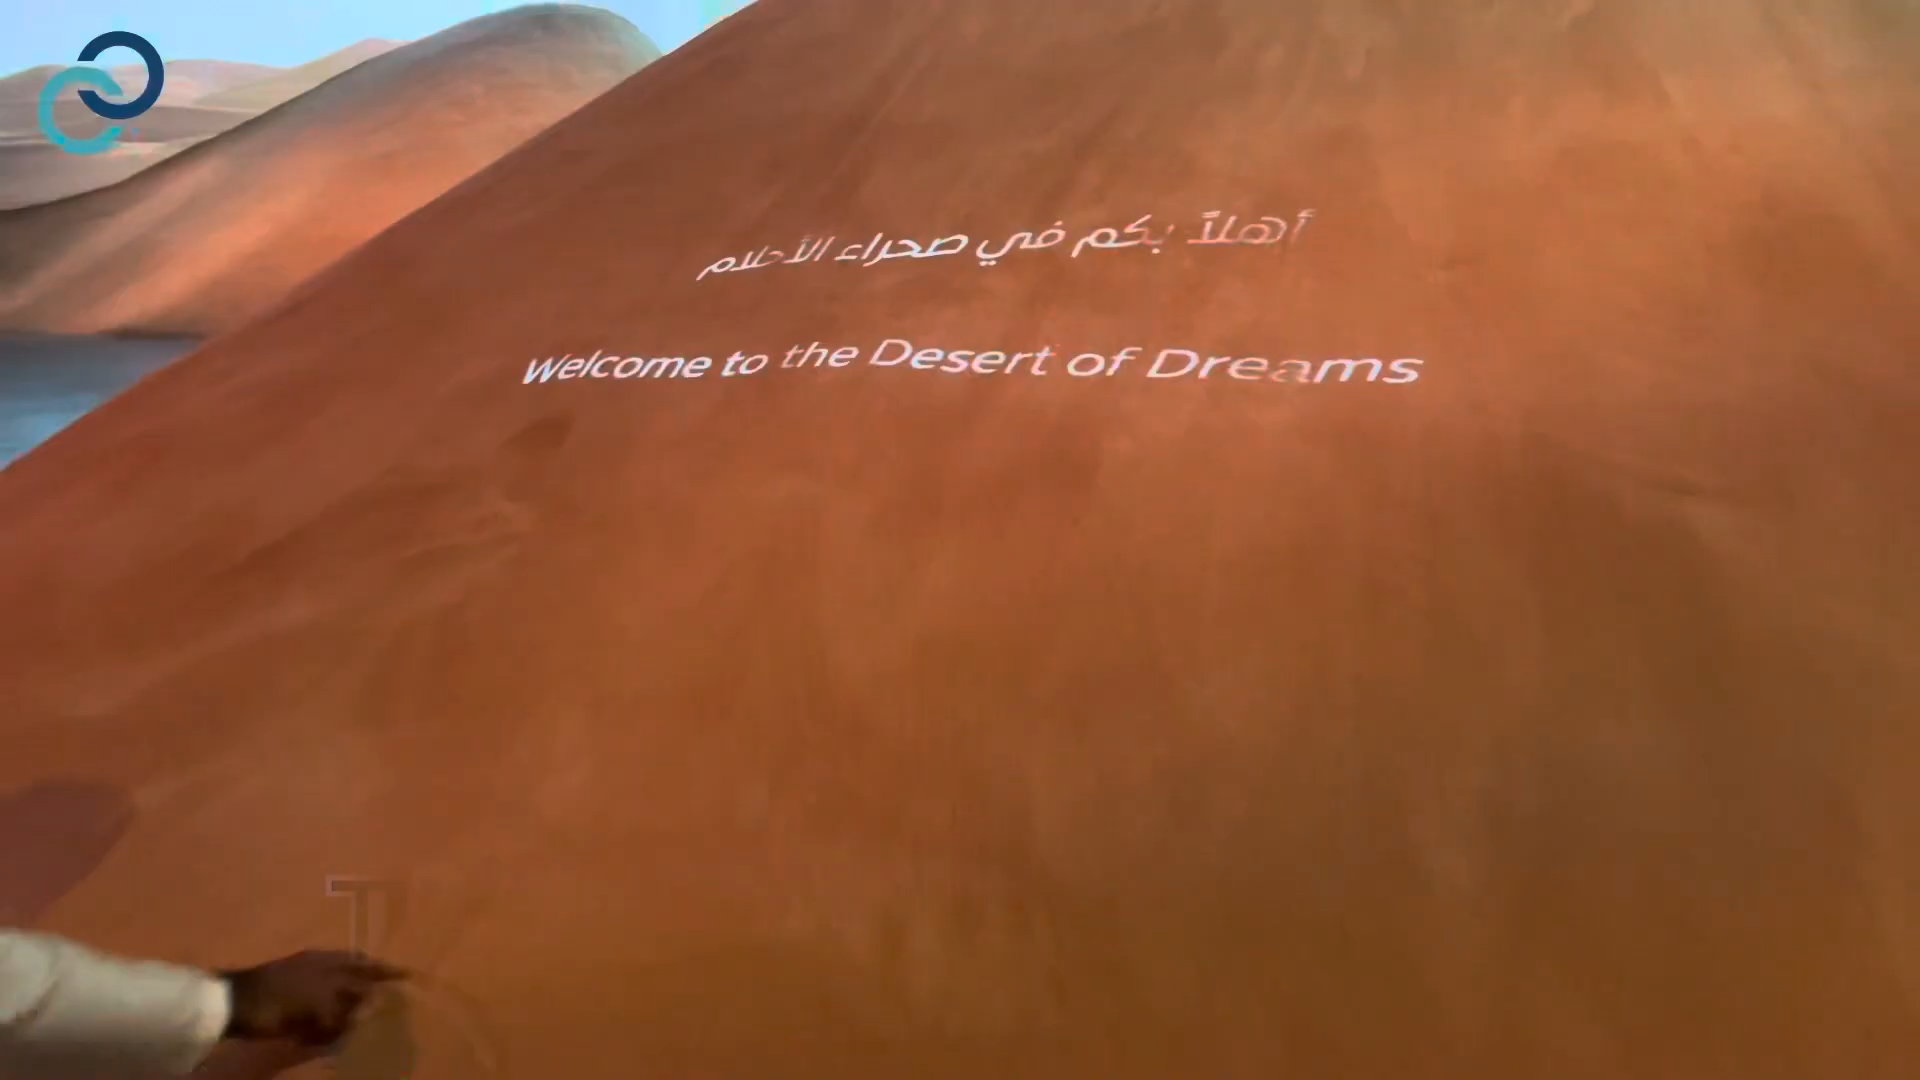 أهلاً بكم في صحراء الأحلام
Welcome to the Desert of Dreams
T